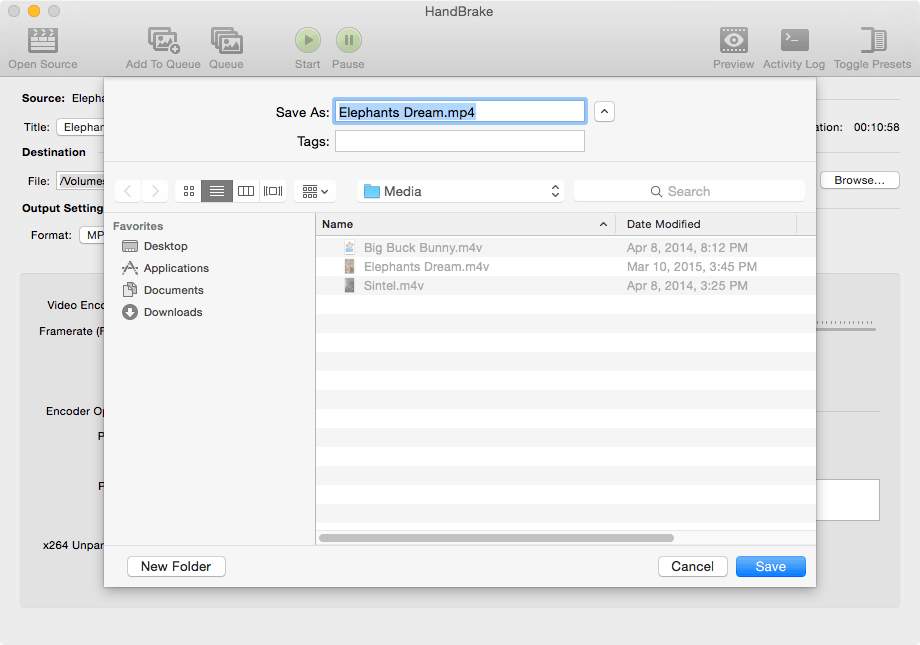 HandBrake
Open Source Add To Queue Queue Start Pause Preview Activity Log Toggle Presets
Source: Elepha
Save As: Elephants Dream.mp4
Title: Elephan ation: 00:10:58
Tags:
Destination
File: /Volumes Browse...
Media Search
Output Setting
Format: MP
Favorites Name Date Modified
Desktop Big Buck Bunny.m4v Apr 8, 2014, 8:12 PM
Applications Elephants Dream.m4v Mar 10, 2015, 3:45 PM
Documents Sintel.m4v Apr 8, 2014, 3:25 PM
Downloads
Video Enco
Framerate (F
Encoder Op
P
P
x264 Unpar
New Folder Cancel Save